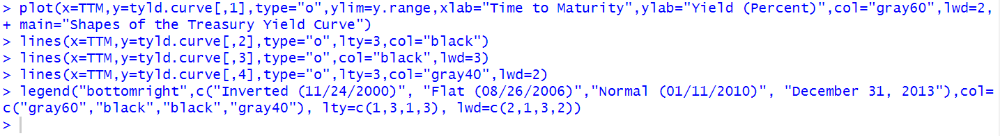 > plot(x=TTM,y=tyld.curve[,1],type="o",ylim=y.range,xlab="Time to Maturity",ylab="Yield (Percent)",col="gray60",lwd=2,
+ main="Shapes of the Treasury Yield Curve")
> lines(x=TTM,y=tyld.curve[,2],type="o",lty=3,col="black")
> lines(x=TTM,y=tyld.curve[,3],type="o",col="black",lwd=3)
> lines(x=TTM,y=tyld.curve[,4],type="o",lty=3,col="gray40",lwd=2)
> legend("bottomright",c("Inverted (11/24/2000)", "Flat (08/26/2006)","Normal (01/11/2010)", "December 31, 2013"),col=
c("gray60","black","black","gray40"), lty=c(1,3,1,3), lwd=c(2,1,3,2))
>